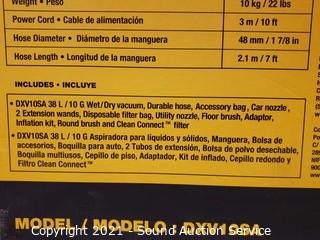 Weight • Peso 10 kg / 22 lbs
Power Cord • Cable de alimentación 3 m / 10 ft
Hose Diameter • Diámetro de la manguera 48 mm / 1 7/8 in
Hose Length • Longitud de la manguera 2.1 m / 7 ft
INCLUDES • INCLUYE
• DXV10SA 38 L / 10 G Wet/Dry vacuum, Durable hose, Accessory bag, Car nozzle,
2 Extension wands, Disposable filter bag, Utility nozzle, Floor brush, Adaptor,
Inflation kit, Round brush and Clean Connect™ filter
• DXV10SA 38 L / 10 G Aspiradora para líquidos y sólidos, Manguera, Bolsa de
accesorios, Boquilla para auto, 2 Tubos de extensión, Bolsa de polvo desechable,
Boquilla multiusos, Cepillo de piso, Adaptador, Kit de inflado, Cepillo redondo y
Filtro Clean Connect™
MODEL / MODELO : DXV10SA
Copyright 2021 - Sound Auction Service